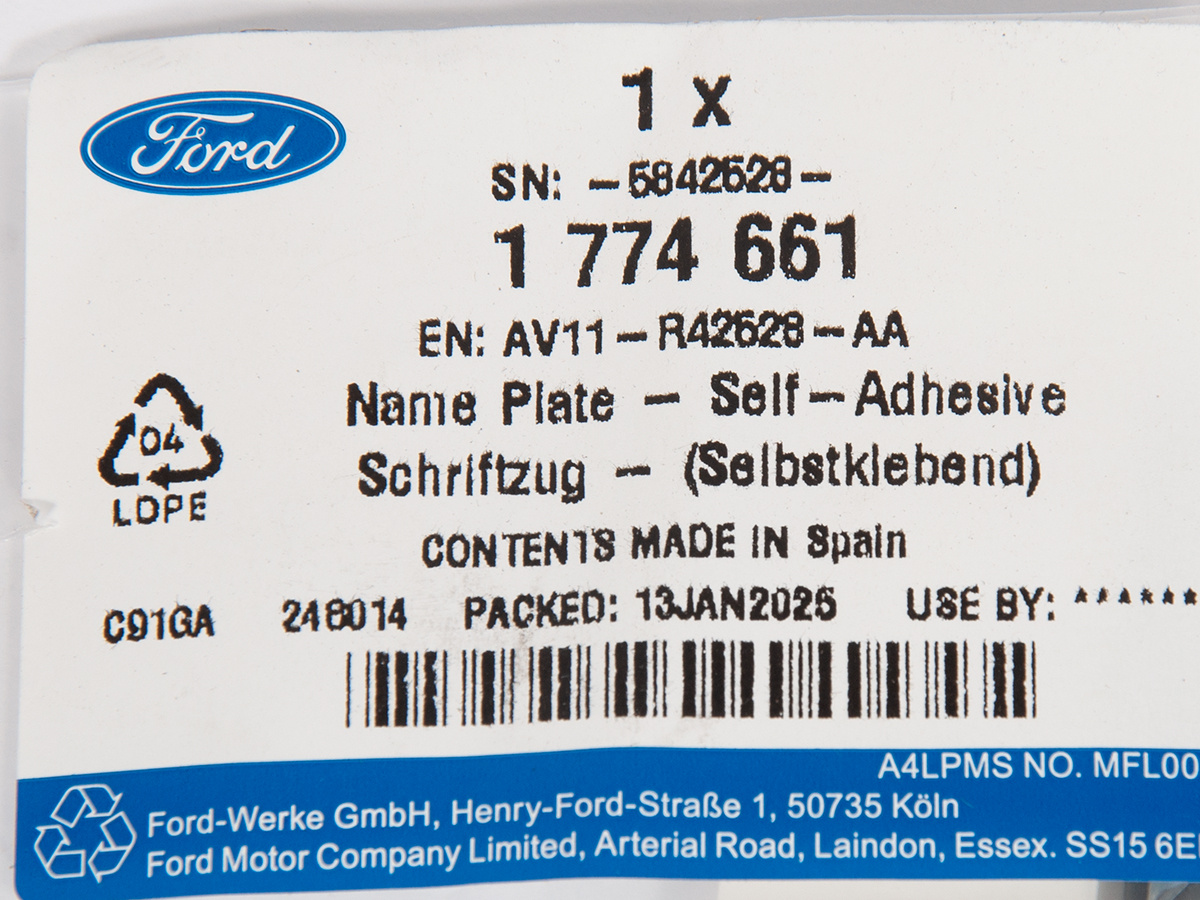 Ford
1 x
SN: -5842528-
1 774 661
EN: AV11-R42528-AA
Name Plate - Self-Adhesive
Schriftzug - (Selbstklebend)
04
LDPE
CONTENTS MADE IN Spain
C91GA 246014 PACKED: 13JAN2025 USE BY: ******
A4LPMS NO. MFL00
Ford-Werke GmbH, Henry-Ford-Straße 1, 50735 Köln
Ford Motor Company Limited, Arterial Road, Laindon, Essex. SS15 6E